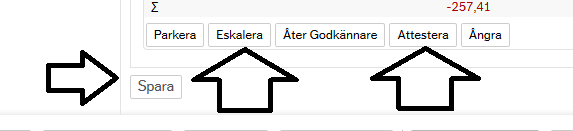 Σ -257,41
Parkera Eskalera Åter Godkännare Attestera Ångra
Spara